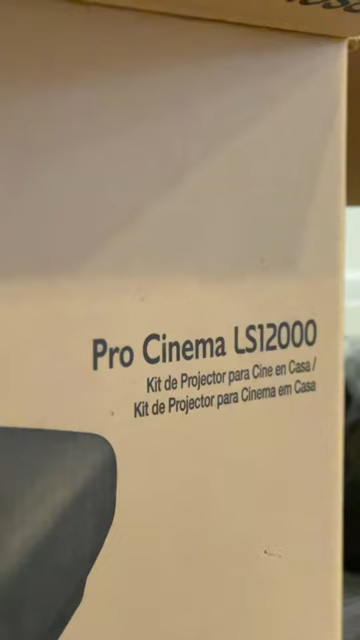 Pro Cinema LS12000
Kit de Projector para Cine en Casa /
Kit de Projector para Cinema em Casa